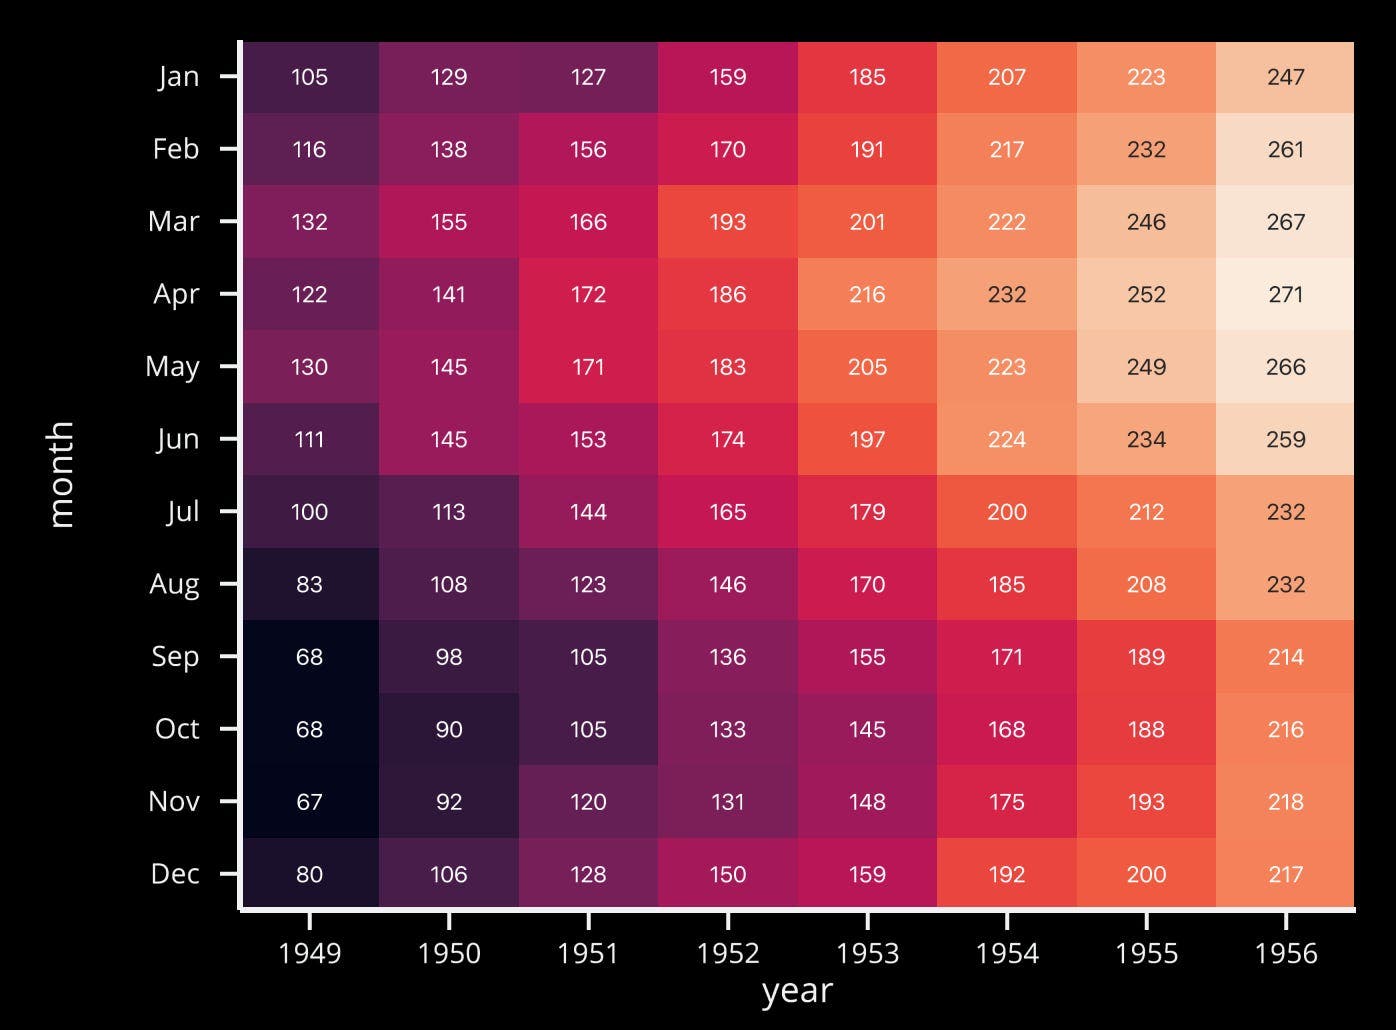 Jan 105 129 127 159 185 207 223 247
Feb 116 138 156 170 191 217 232 261
Mar 132 155 166 193 201 222 246 267
Apr 122 141 172 186 216 232 252 271
May 130 145 171 183 205 223 249 266
Jun 111 145 153 174 197 224 234 259
Jul 100 113 144 165 179 200 212 232
Aug 83 108 123 146 170 185 208 232
Sep 68 98 105 136 155 171 189 214
Oct 68 90 105 133 145 168 188 216
Nov 67 92 120 131 148 175 193 218
Dec 80 106 128 150 159 192 200 217
month
1949 1950 1951 1952 1953 1954 1955 1956
year